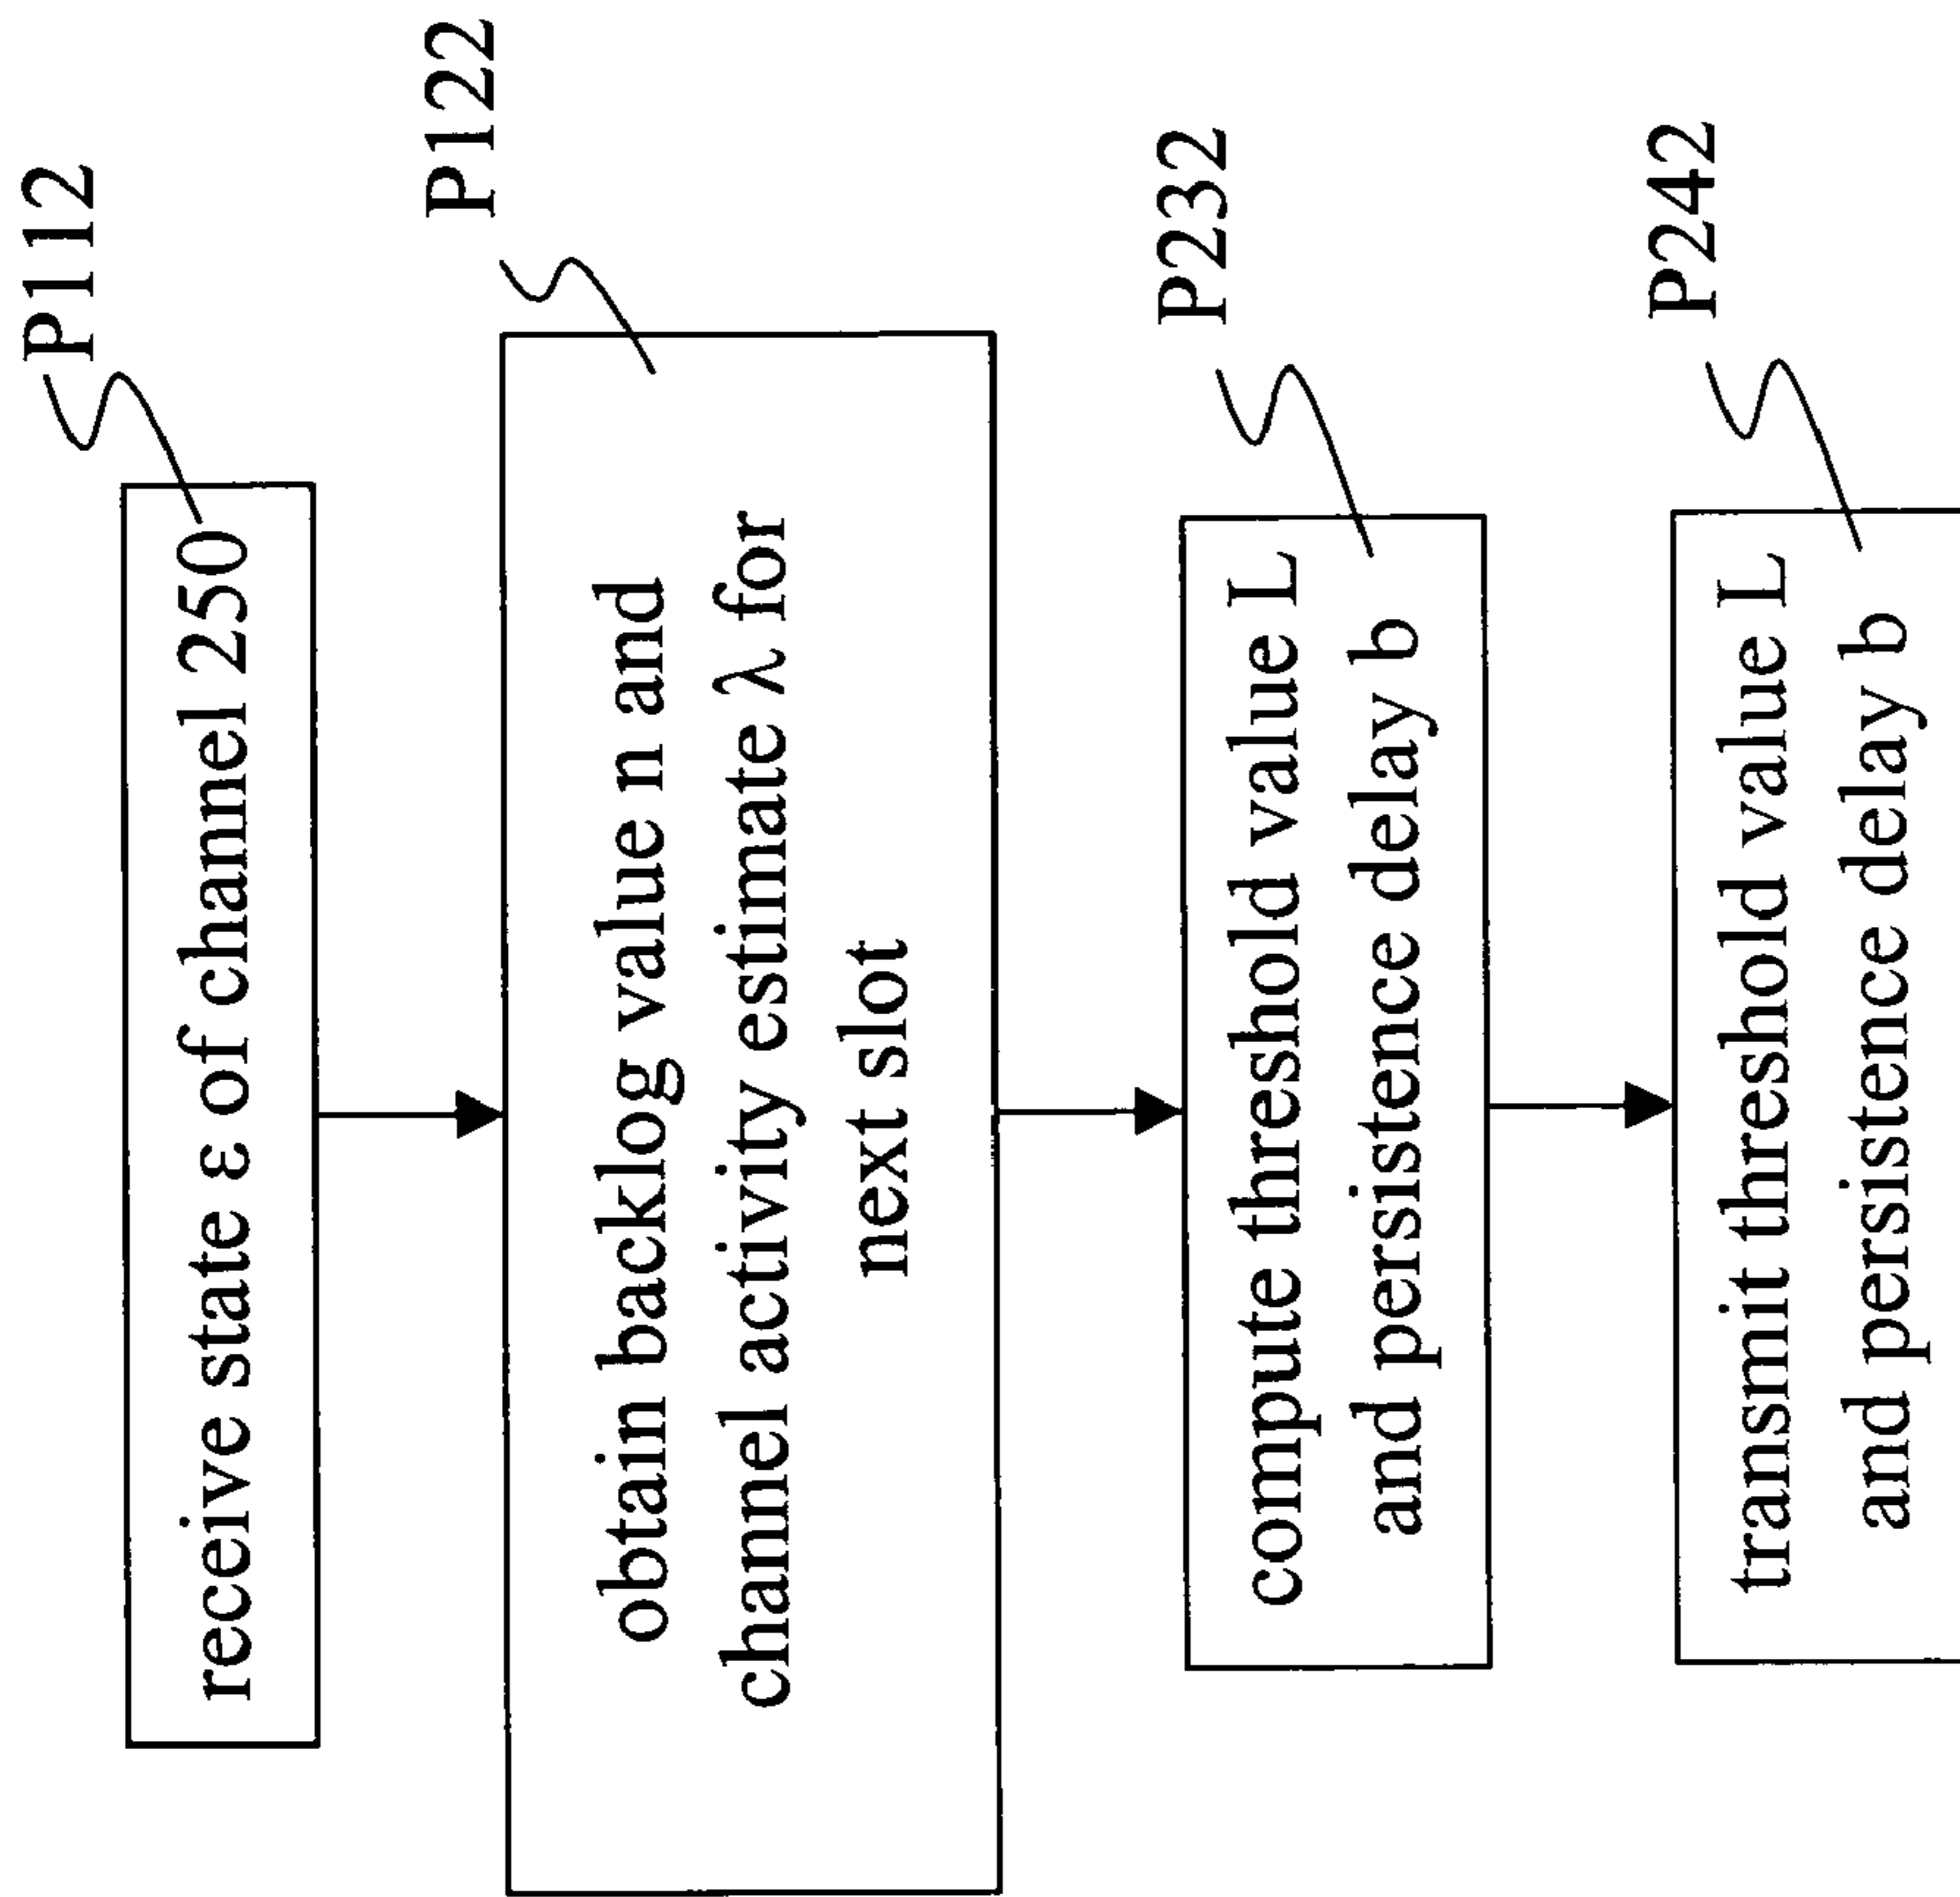 P112
receive state ε of channel 250
P122
obtain backlog value n and
channel activity estimate λ for
next slot
P232
compute threshold value L
and persistence delay b
P242
transmit threshold value L
and persistence delay b